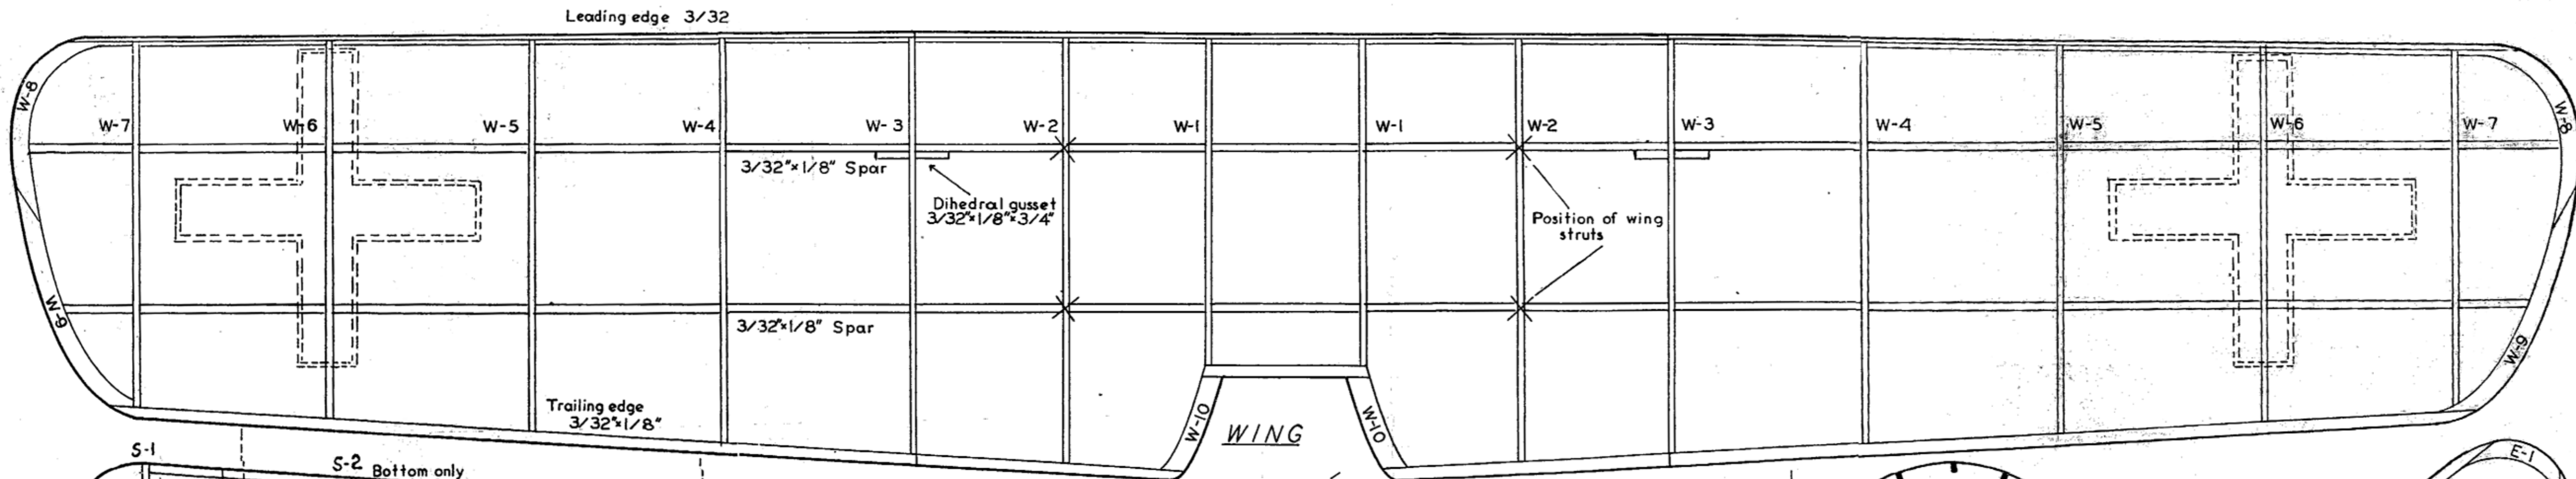 Leading edge 3/32
W-8
W-7
W-6
W-5
W-4
W-3
W-2
W-1
W-1
W-2
W-3
W-4
W-5
W-6
W-7
W-8
3/32"×1/8" Spar
Dihedral gusset
3/32"×1/8"×3/4"
Position of wing
struts
W-9
3/32"×1/8" Spar
W-9
Trailing edge
3/32"×1/8"
W-10
WING
W-10
S-1
S-2 Bottom only
E-1